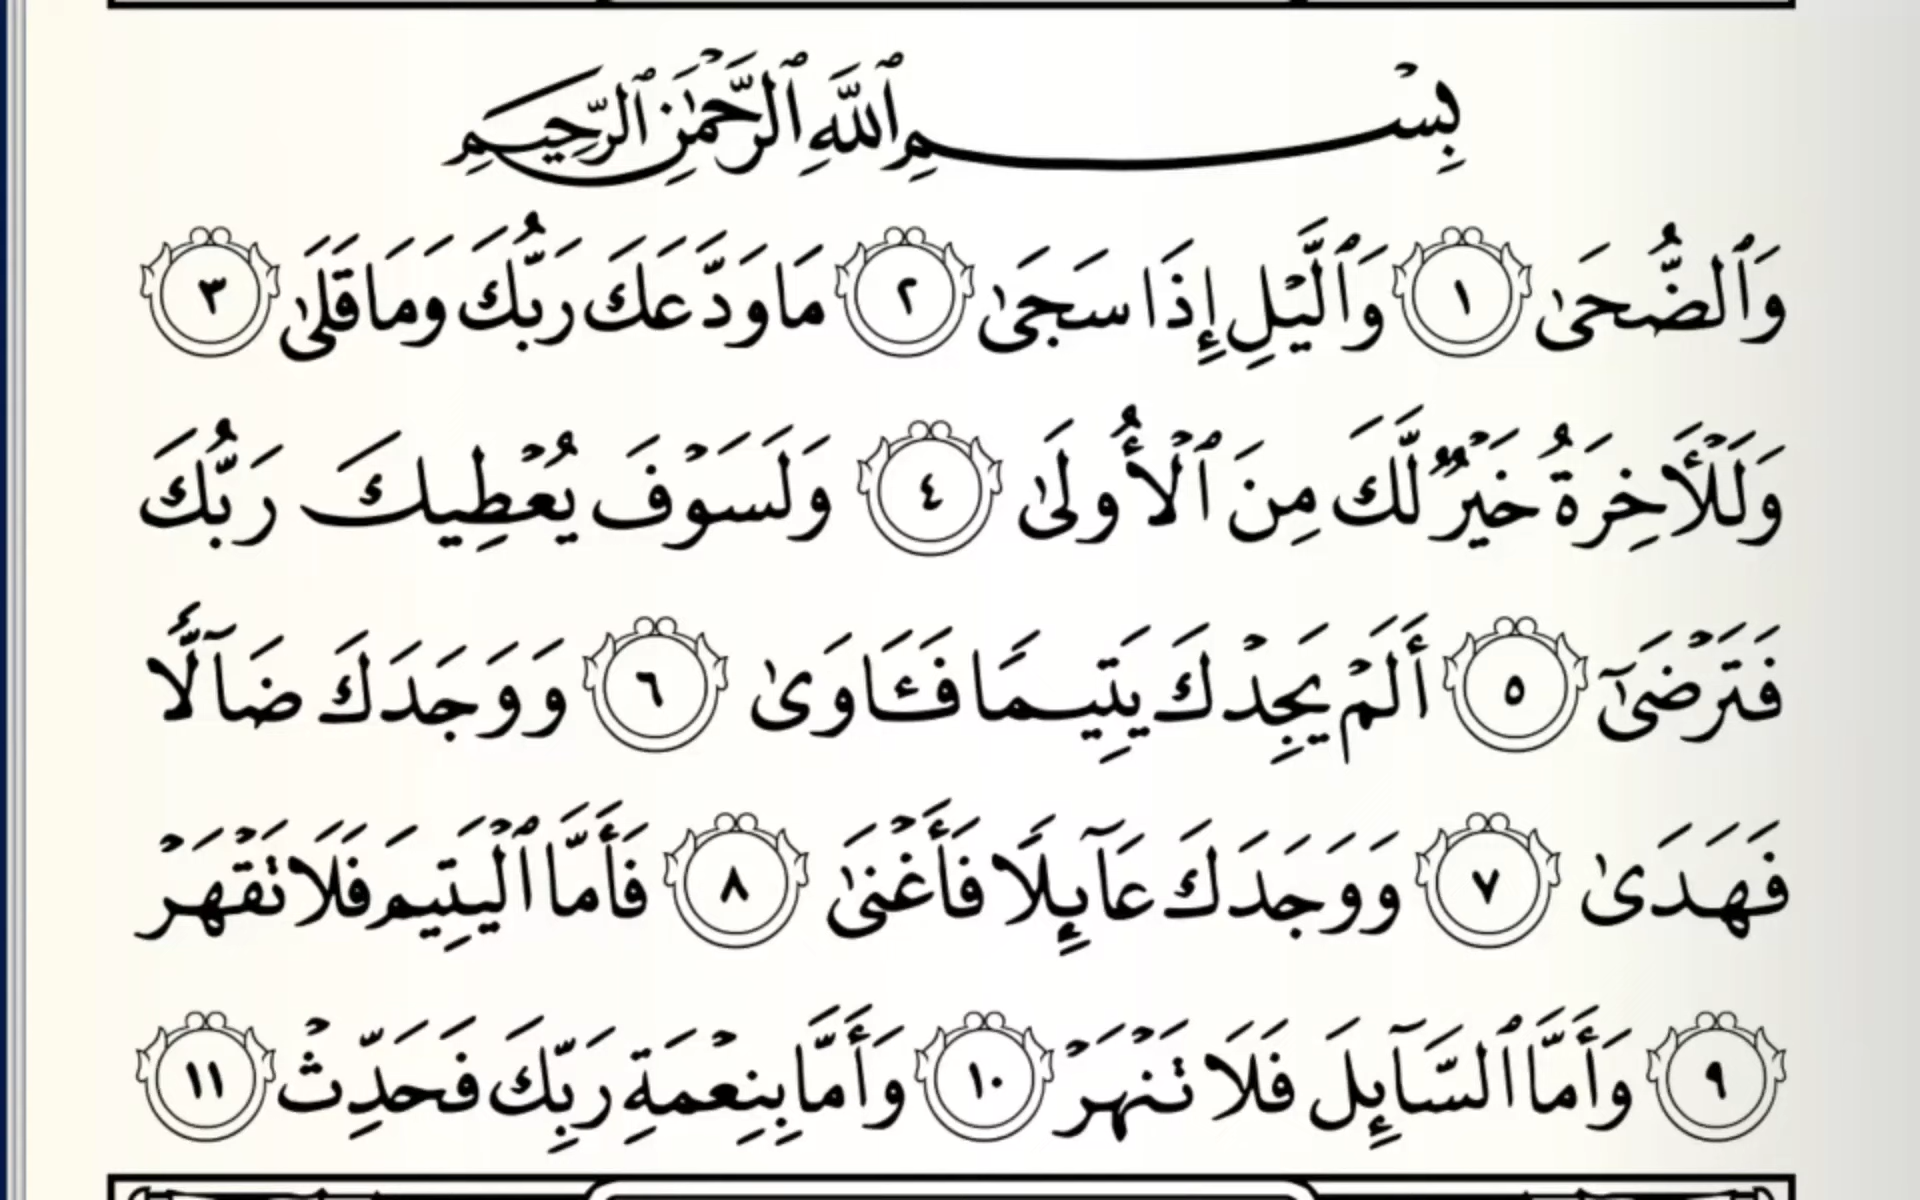 بِسْمِ ٱللَّهِ ٱلرَّحْمَٰنِ ٱلرَّحِيمِ
وَٱلضُّحَىٰ ١ وَٱلَّيْلِ إِذَا سَجَىٰ ٢ مَا وَدَّعَكَ رَبُّكَ وَمَا قَلَىٰ ٣
وَلَلْأَخِرَةُ خَيْرٌ لَّكَ مِنَ ٱلْأُولَىٰ ٤ وَلَسَوْفَ يُعْطِيكَ رَبُّكَ
فَتَرْضَىٰٓ ٥ أَلَمْ يَجِدْكَ يَتِيمًا فَـَٔاوَىٰ ٦ وَوَجَدَكَ ضَآلًّا
فَهَدَىٰ ٧ وَوَجَدَكَ عَآئِلًا فَأَغْنَىٰ ٨ فَأَمَّا ٱلْيَتِيمَ فَلَا تَقْهَرْ
٩ وَأَمَّا ٱلسَّآئِلَ فَلَا تَنْهَرْ ١٠ وَأَمَّا بِنِعْمَةِ رَبِّكَ فَحَدِّثْ ١١